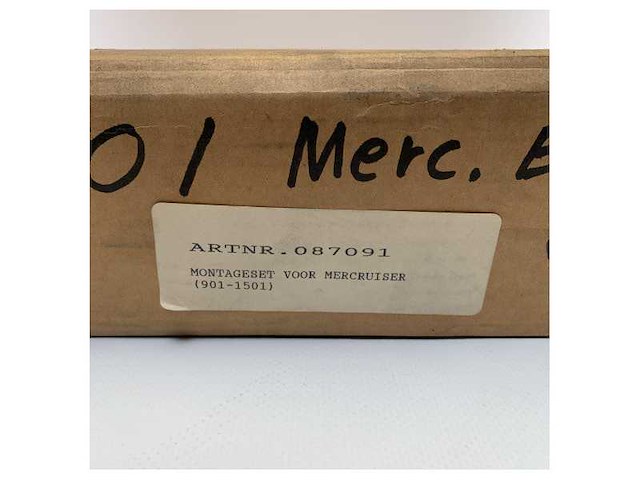 01 Merc.
ARTNR.087091
MONTAGESET VOOR MERCRUISER
(901-1501)